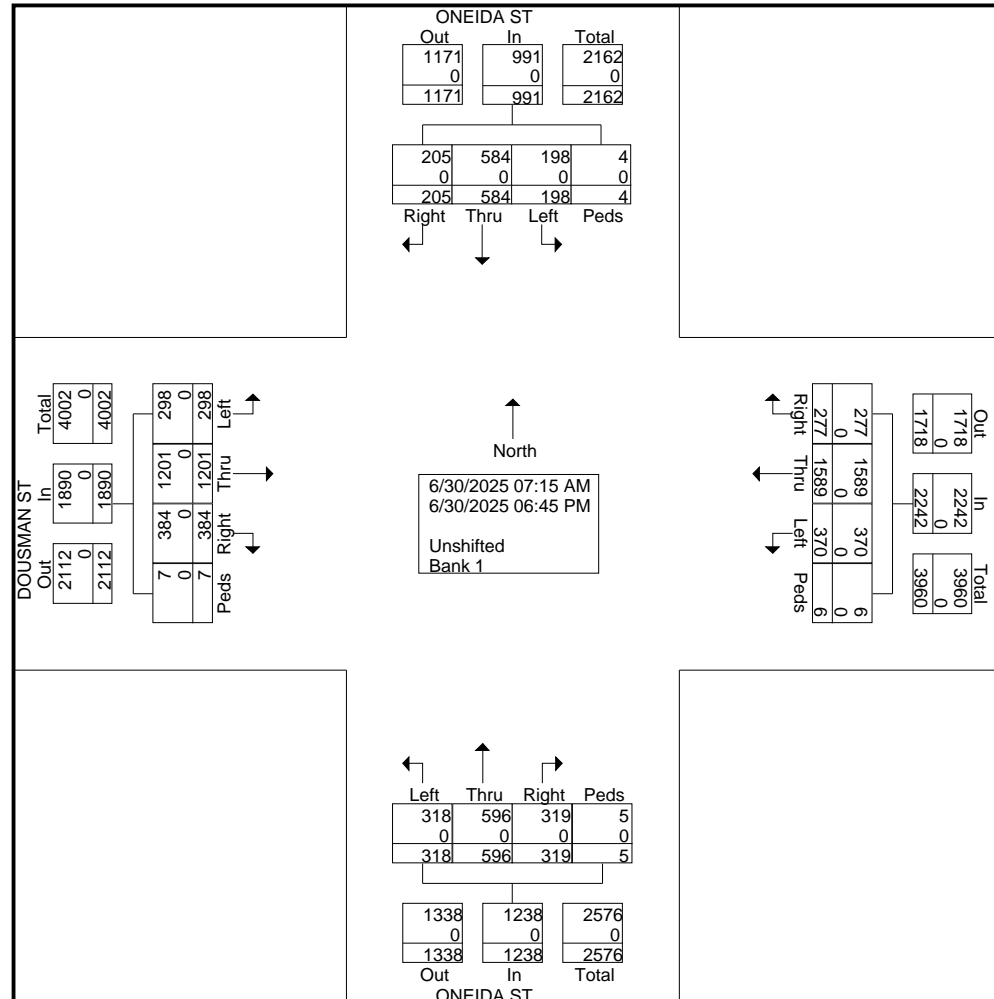 ONEIDA ST
Out In Total
1171 991 2162
0 0 0
1171 991 2162
205 584 198 4
0 0 0 0
205 584 198 4
Right Thru Left Peds
Total
4002 0 4002
In
1890 0 1890
Out
2112 0 2112
DOUSMAN ST
298 0 298
Left
1201 0 1201
Thru
384 0 384
Right
7 0 7
Peds
North
6/30/2025 07:15 AM
6/30/2025 06:45 PM
Unshifted
Bank 1
Right
277 0 277
Thru
1589 0 1589
Left
370 0 370
Peds
6 0 6
Out
1718 0 1718
In
2242 0 2242
Total
3960 0 3960
Left Thru Right Peds
318 596 319 5
0 0 0 0
318 596 319 5
1338 1238 2576
0 0 0
1338 1238 2576
Out In Total
ONEIDA ST